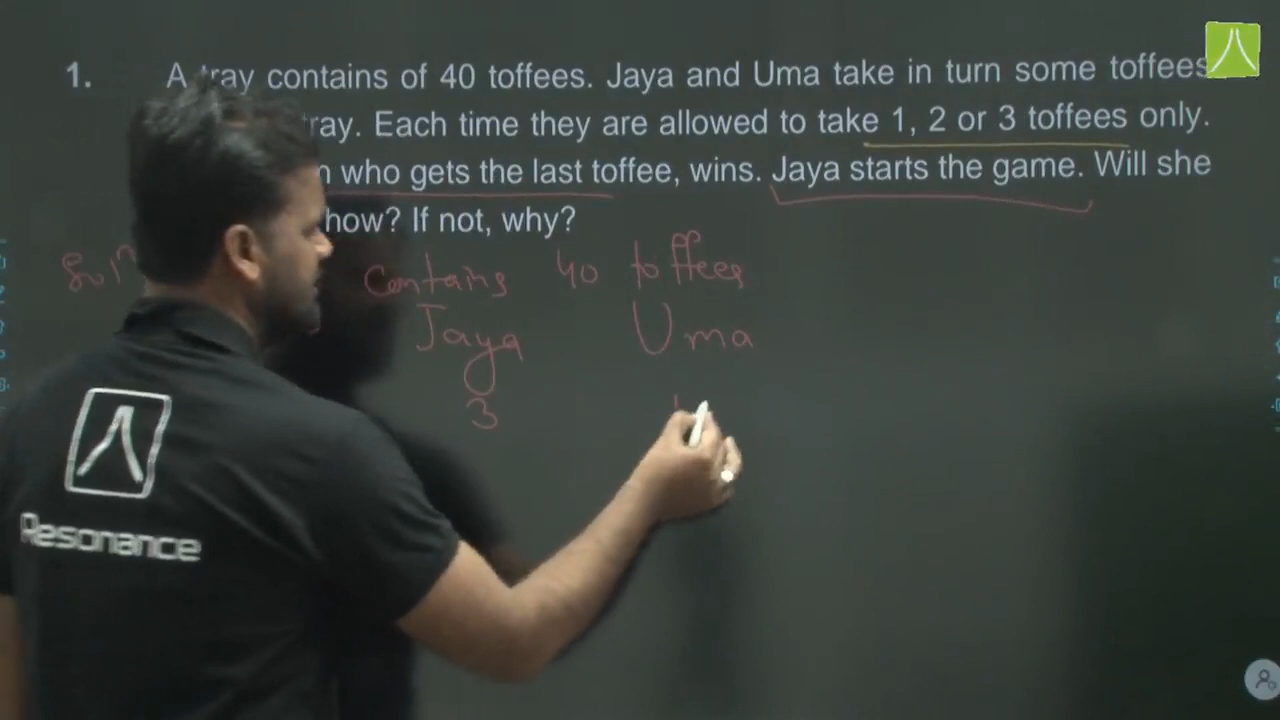 1. A tray contains of 40 toffees. Jaya and Uma take in turn some toffees
tray. Each time they are allowed to take 1, 2 or 3 toffees only.
who gets the last toffee, wins. Jaya starts the game. Will she
how? If not, why?
contains 40 toffees
Jaya Uma
3
Resonance